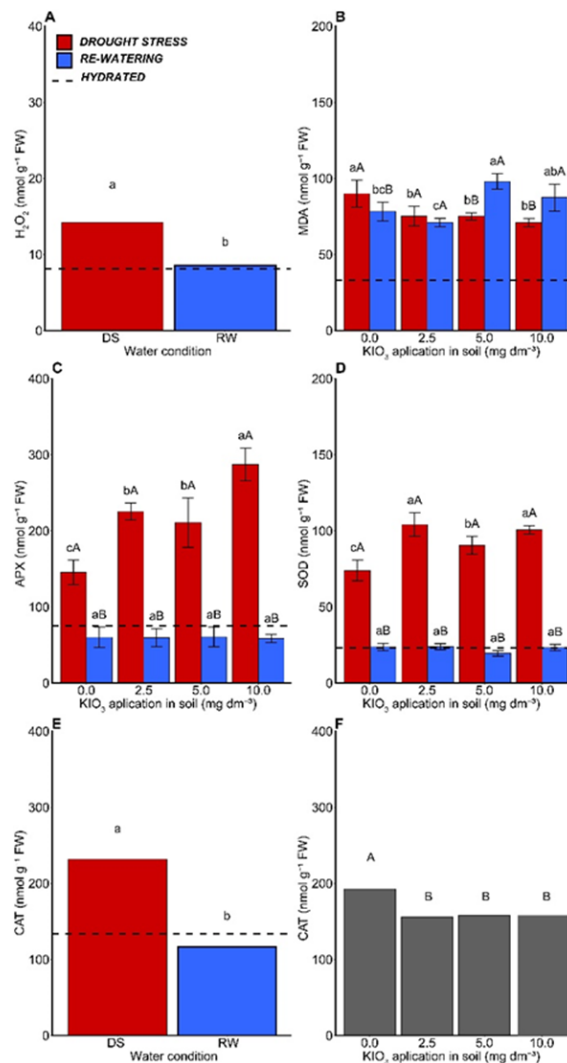 A
40
30
20
10
0
H₂O₂ (nmol g⁻¹ FW)
DROUGHT STRESS
RE-WATERING
HYDRATED
a
b
DS
RW
Water condition
B
200
150
100
50
0
MDA (nmol g⁻¹ FW)
aA
bcB
bA
cA
bB
aA
bB
abA
0.0
2.5
5.0
10.0
KIO₃ aplication in soil (mg dm⁻³)
C
400
300
200
100
0
APX (nmol g⁻¹ FW)
cA
aB
bA
aB
bA
aB
aA
aB
0.0
2.5
5.0
10.0
KIO₃ aplication in soil (mg dm⁻³)
D
200
150
100
50
0
SOD (nmol g⁻¹ FW)
cA
aB
aA
aB
bA
aB
aA
aB
0.0
2.5
5.0
10.0
KIO₃ aplication in soil (mg dm⁻³)
E
400
300
200
100
0
CAT (nmol g⁻¹ FW)
a
b
DS
RW
Water condition
F
400
300
200
100
0
CAT (nmol g⁻¹ FW)
A
B
B
B
0.0
2.5
5.0
10.0
KIO₃ aplication in soil (mg dm⁻³)